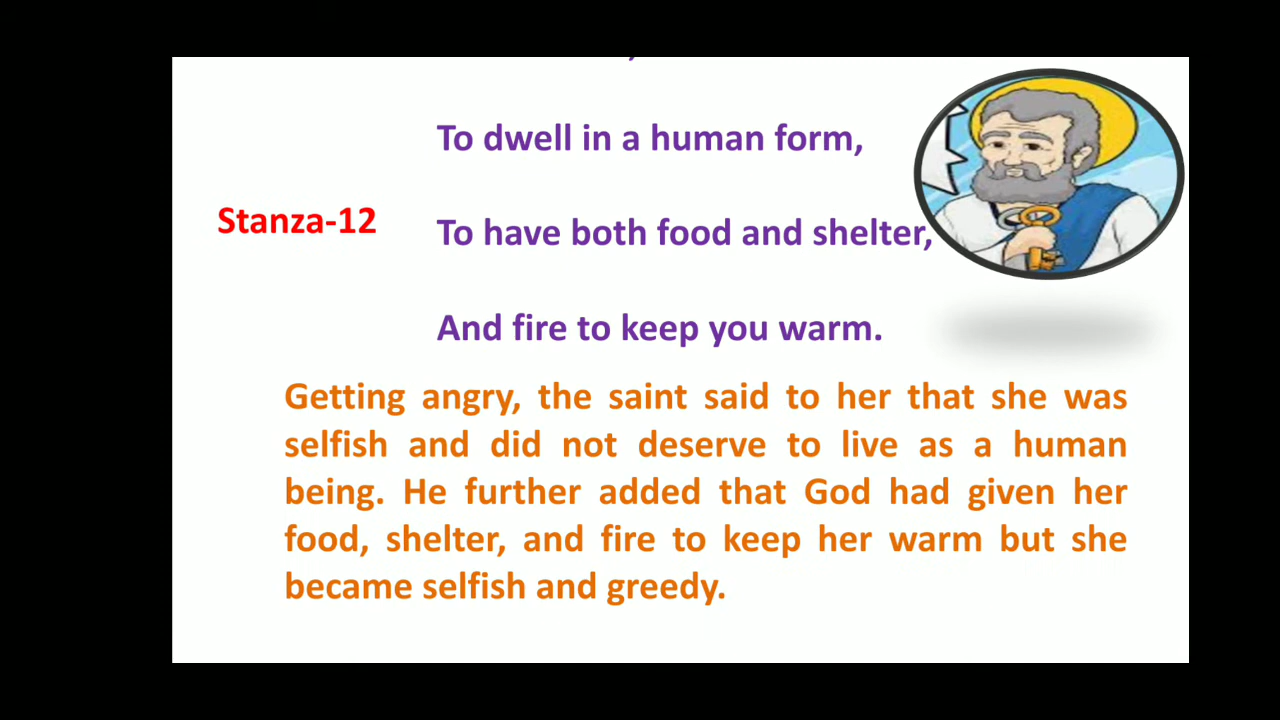 To dwell in a human form,
Stanza-12
To have both food and shelter,
And fire to keep you warm.
Getting angry, the saint said to her that she was
selfish and did not deserve to live as a human
being. He further added that God had given her
food, shelter, and fire to keep her warm but she
became selfish and greedy.